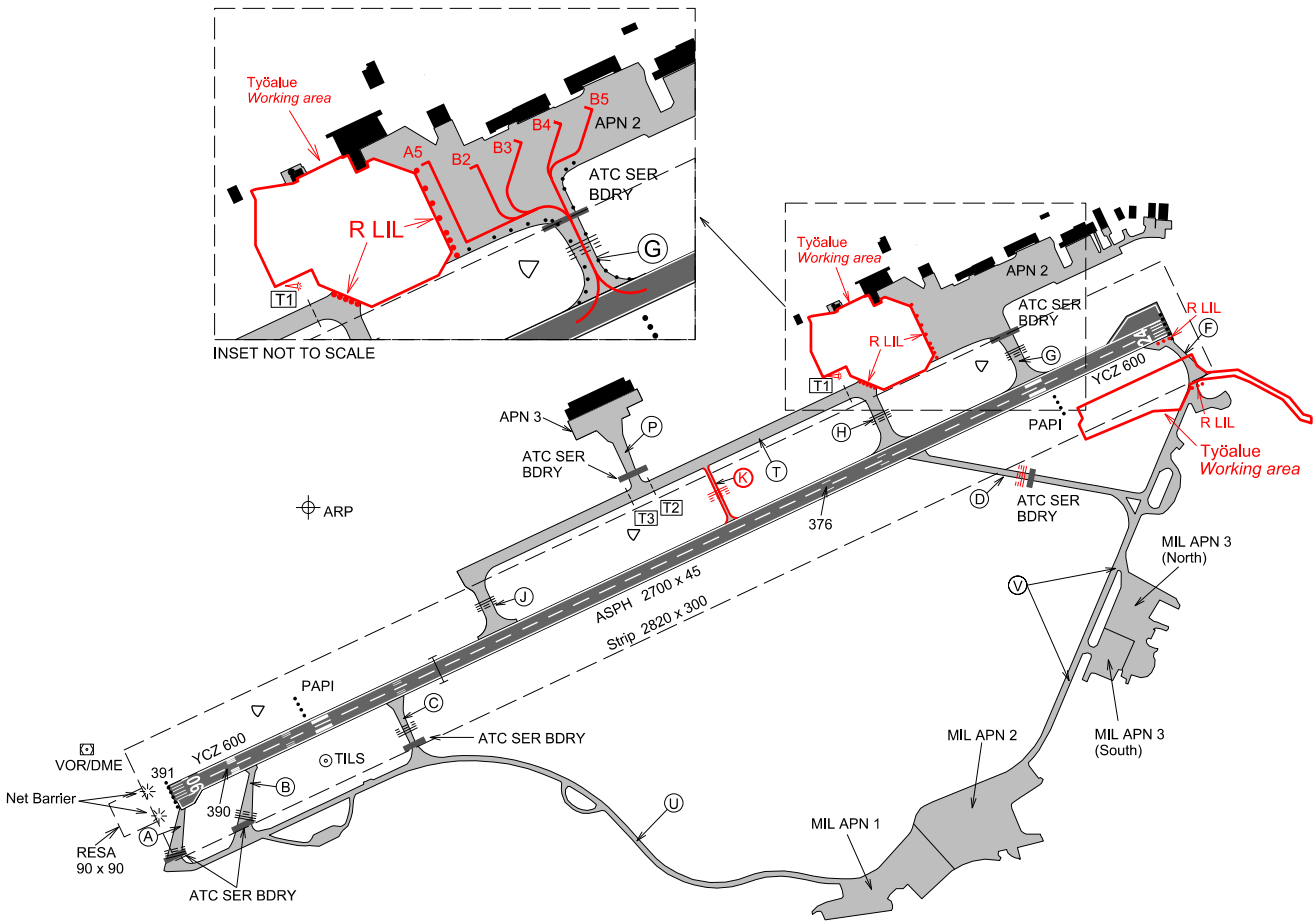 Työalue
Working area
A5
B2
B3
B4
B5
APN 2
ATC SER
BDRY
R LIL
G
T1
INSET NOT TO SCALE
Työalue
Working area
APN 2
ATC SER
BDRY
R LIL
T1
G
H
24
YCZ 600
R LIL
F
PAPI
R LIL
Työalue
Working area
APN 3
P
ATC SER
BDRY
T
K
T2
T3
376
D
ATC SER
BDRY
ARP
MIL APN 3
(North)
J
ASPH 2700 x 45
Strip 2820 x 300
V
PAPI
C
ATC SER BDRY
MIL APN 2
MIL APN 3
(South)
YCZ 600
VOR/DME
TILS
391
06
390
B
Net Barrier
A
RESA
90 x 90
ATC SER BDRY
U
MIL APN 1